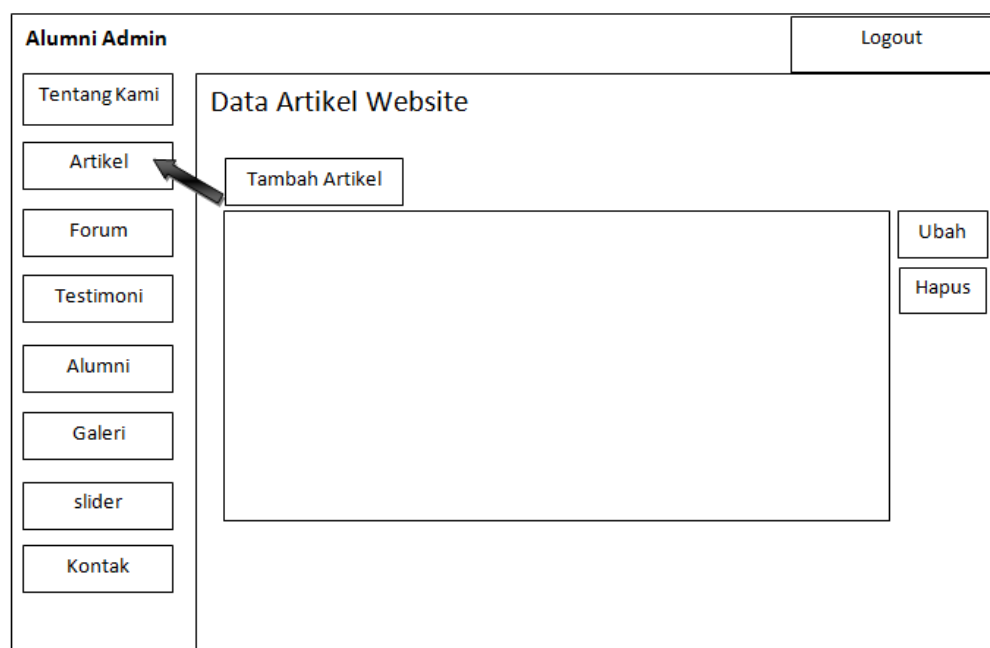 Alumni Admin
Logout
Tentang Kami
Artikel
Forum
Testimoni
Alumni
Galeri
slider
Kontak
Data Artikel Website
Tambah Artikel
Ubah
Hapus